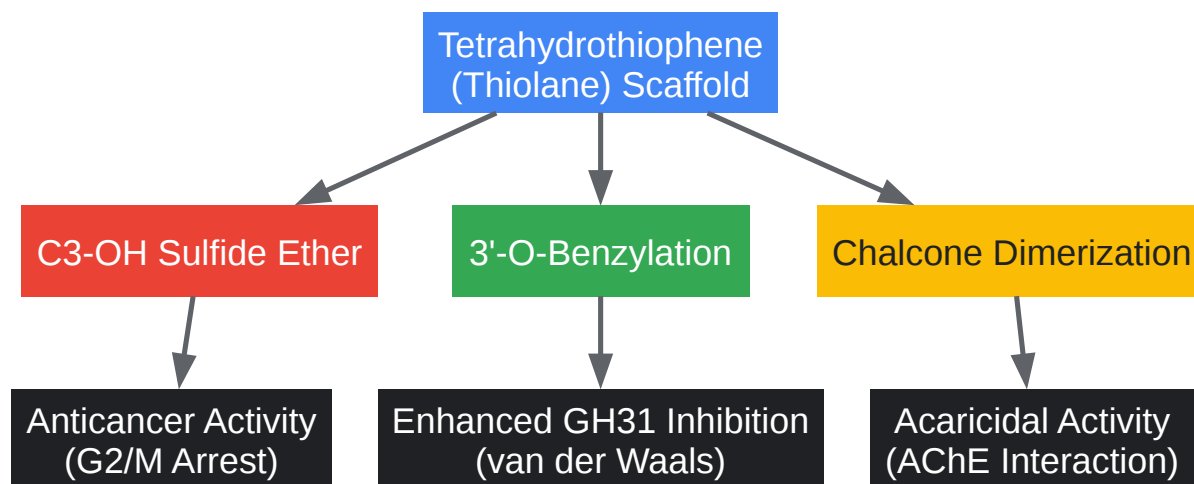 Tetrahydrothiophene
(Thiolane) Scaffold
C3-OH Sulfide Ether
3'-O-Benzylation
Chalcone Dimerization
Anticancer Activity
(G2/M Arrest)
Enhanced GH31 Inhibition
(van der Waals)
Acaricidal Activity
(AChE Interaction)